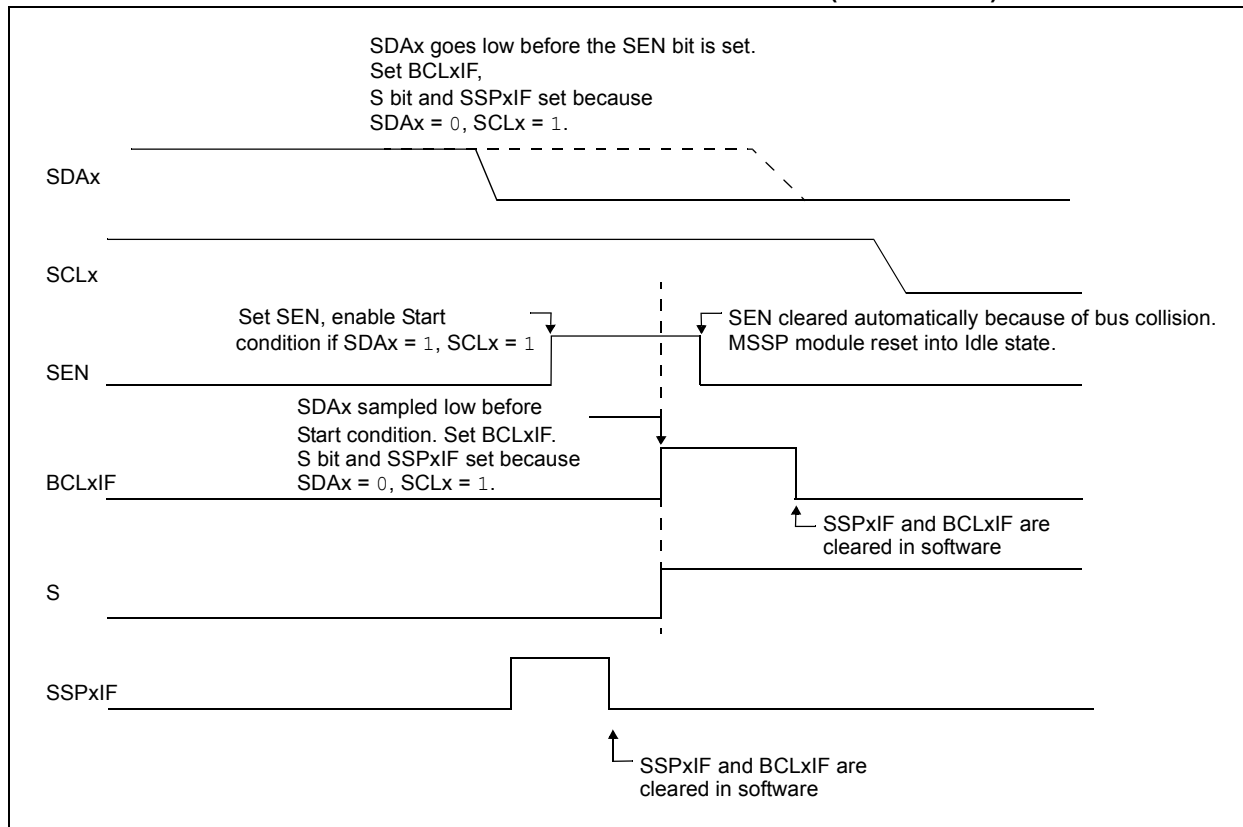 SDAx goes low before the SEN bit is set.
Set BCLxIF,
S bit and SSPxIF set because
SDAx = 0, SCLx = 1.
SDAx
SCLx
Set SEN, enable Start
condition if SDAx = 1, SCLx = 1
SEN cleared automatically because of bus collision.
MSSP module reset into Idle state.
SEN
SDAx sampled low before
Start condition. Set BCLxIF.
S bit and SSPxIF set because
SDAx = 0, SCLx = 1.
BCLxIF
SSPxIF and BCLxIF are
cleared in software
S
SSPxIF
SSPxIF and BCLxIF are
cleared in software